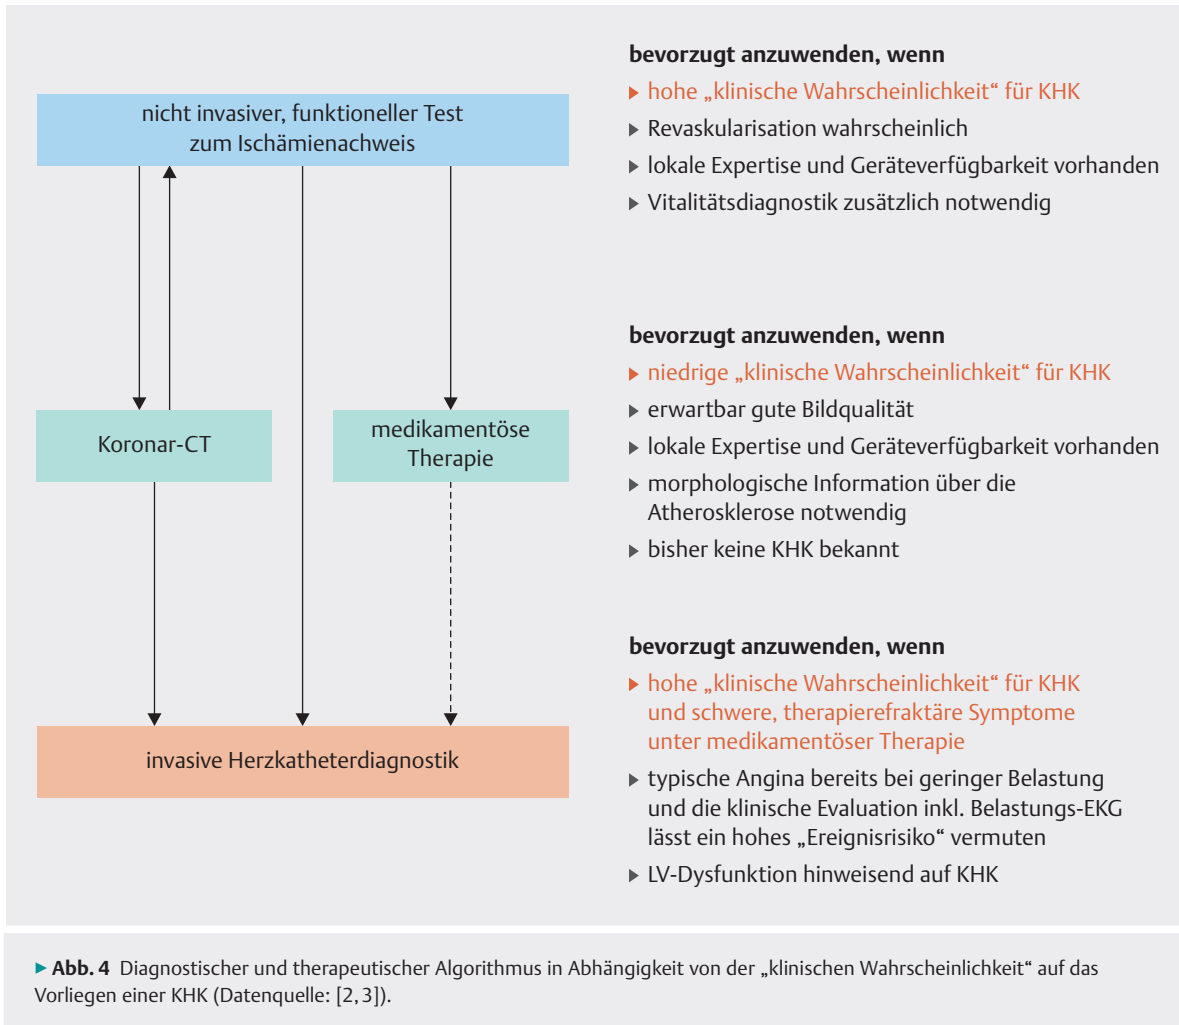 nicht invasiver, funktioneller Test
zum Ischämienachweis
Koronar-CT
medikamentöse
Therapie
invasive Herzkatheterdiagnostik
bevorzugt anzuwenden, wenn
▸ hohe „klinische Wahrscheinlichkeit“ für KHK
▸ Revaskularisation wahrscheinlich
▸ lokale Expertise und Geräteverfügbarkeit vorhanden
▸ Vitalitätsdiagnostik zusätzlich notwendig
bevorzugt anzuwenden, wenn
▸ niedrige „klinische Wahrscheinlichkeit“ für KHK
▸ erwartbar gute Bildqualität
▸ lokale Expertise und Geräteverfügbarkeit vorhanden
▸ morphologische Information über die
Atherosklerose notwendig
▸ bisher keine KHK bekannt
bevorzugt anzuwenden, wenn
▸ hohe „klinische Wahrscheinlichkeit“ für KHK
und schwere, therapierefraktäre Symptome
unter medikamentöser Therapie
▸ typische Angina bereits bei geringer Belastung
und die klinische Evaluation inkl. Belastungs-EKG
lässt ein hohes „Ereignisrisiko“ vermuten
▸ LV-Dysfunktion hinweisend auf KHK
▸ Abb. 4 Diagnostischer und therapeutischer Algorithmus in Abhängigkeit von der „klinischen Wahrscheinlichkeit“ auf das
Vorliegen einer KHK (Datenquelle: [2, 3]).